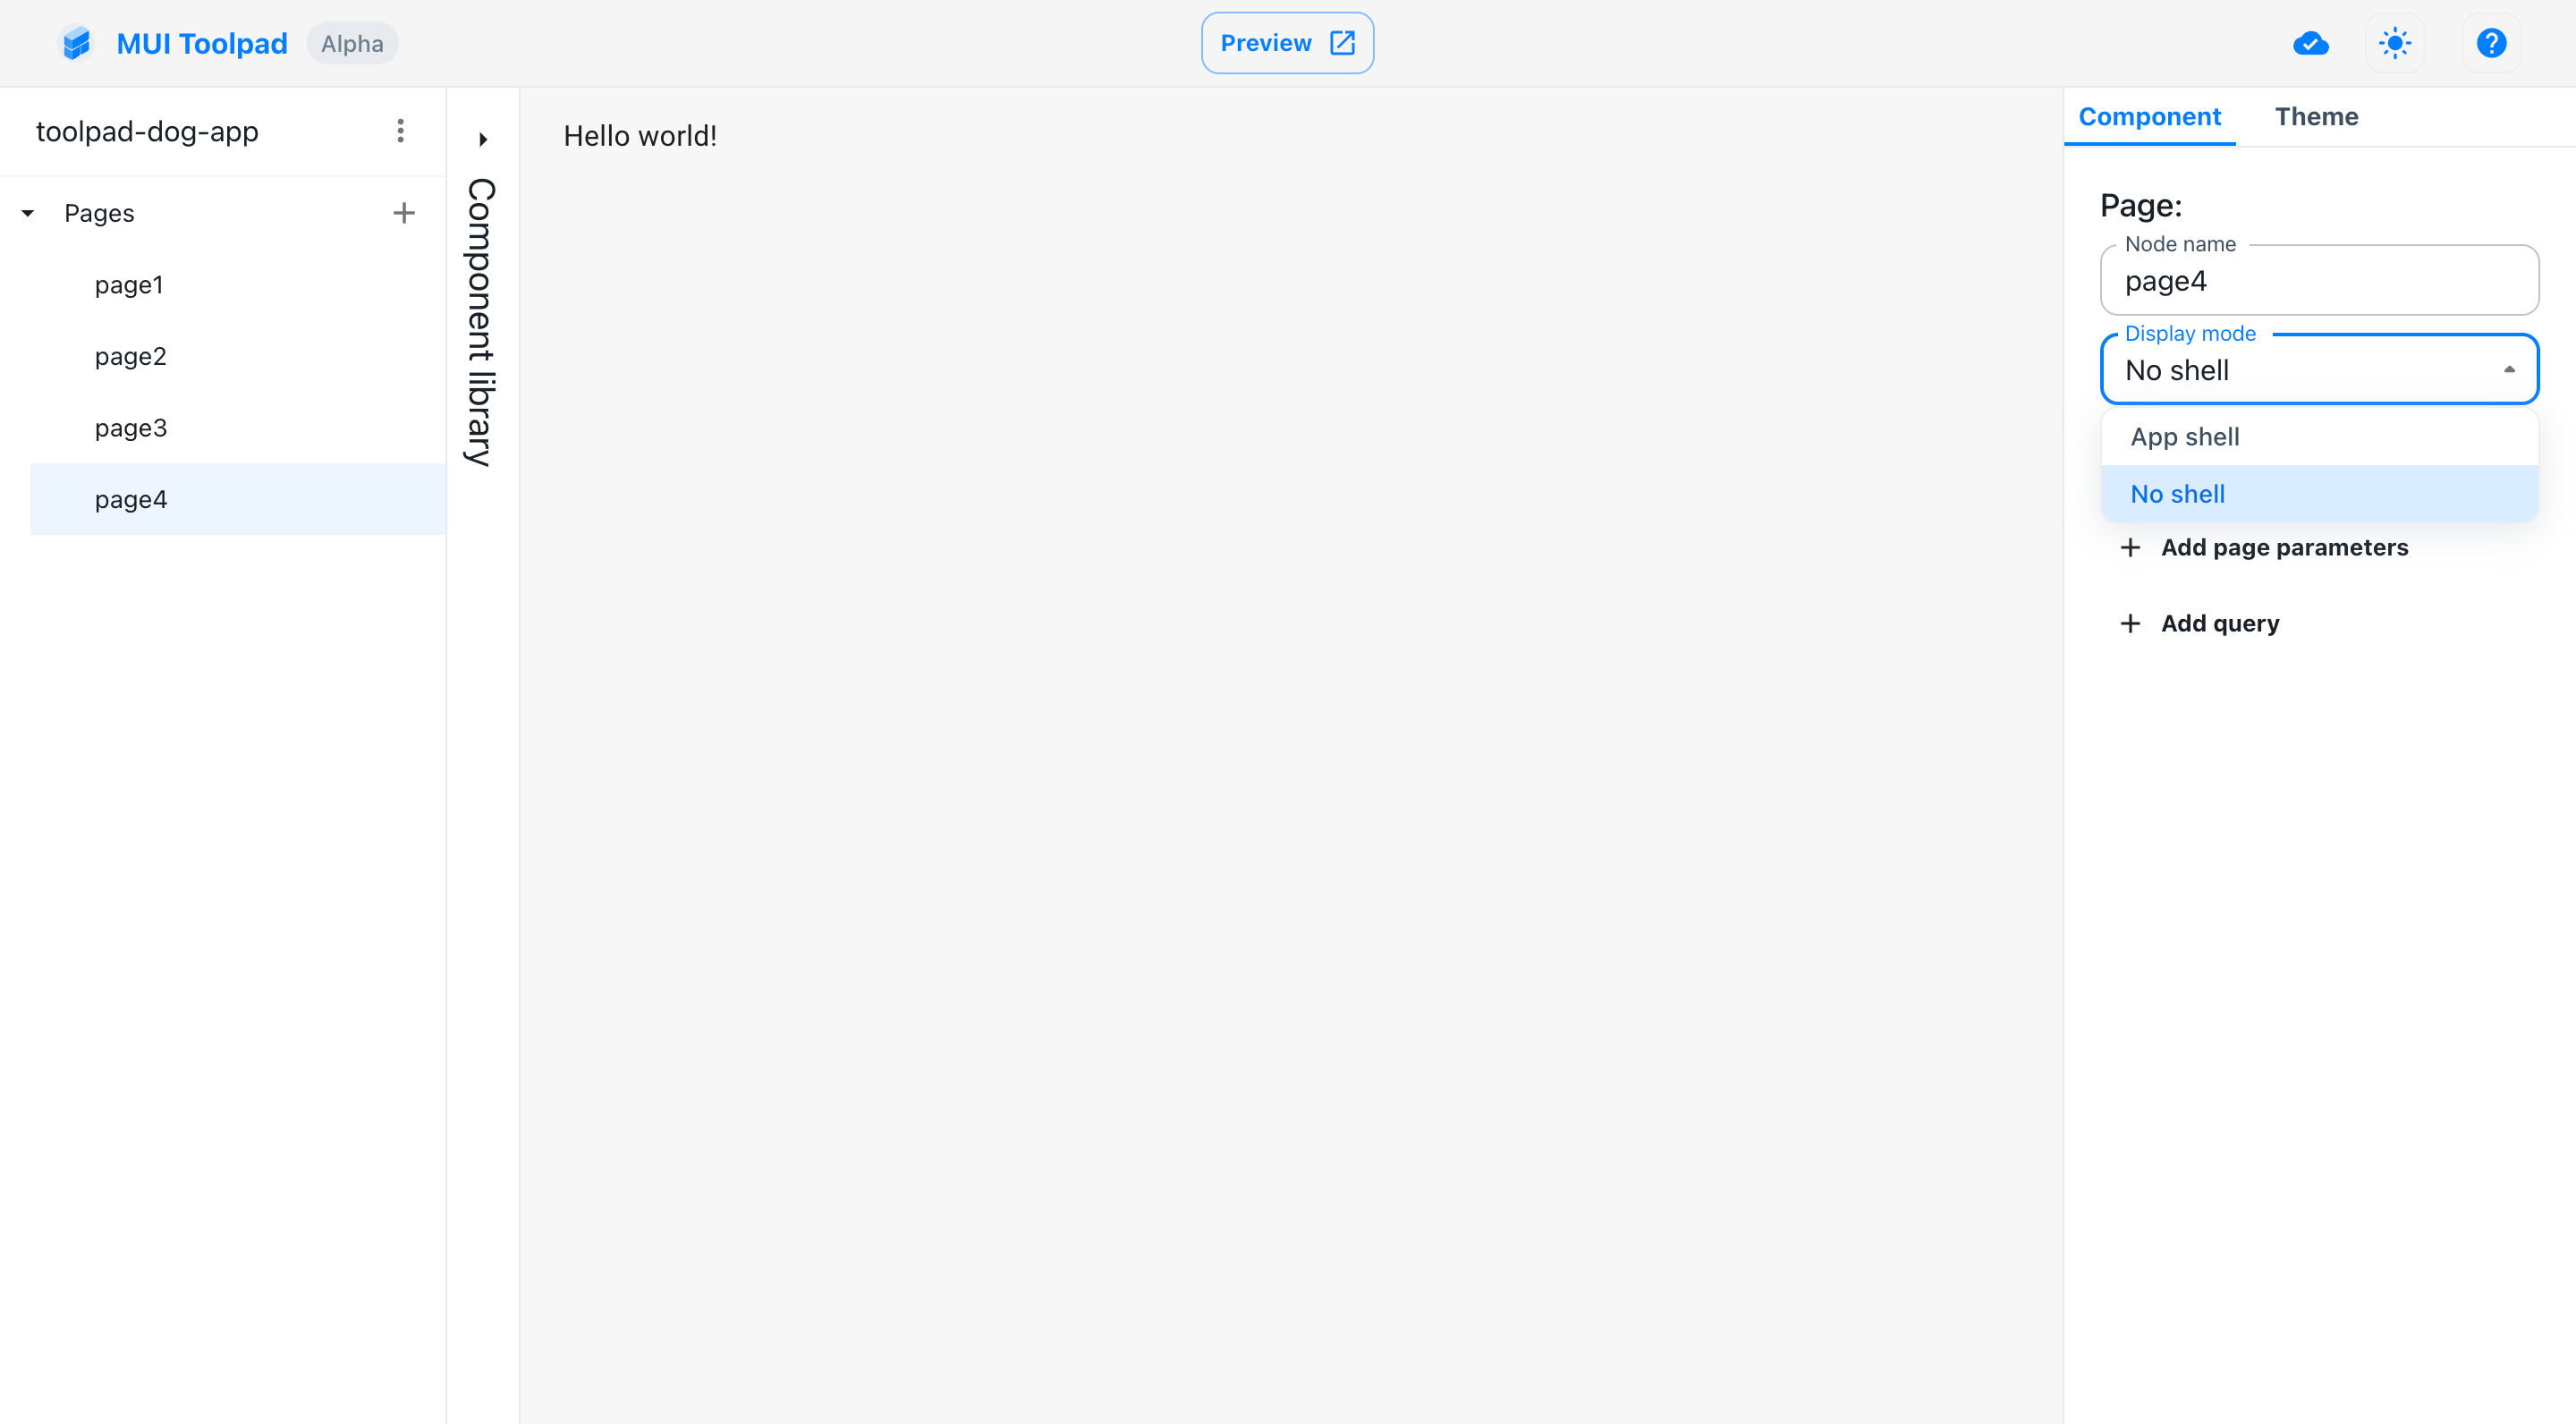 MUI Toolpad
Alpha
Preview
toolpad-dog-app
Pages
page1
page2
page3
page4
Component library
Hello world!
Component
Theme
Page:
Node name
page4
Display mode
No shell
App shell
No shell
Add page parameters
Add query